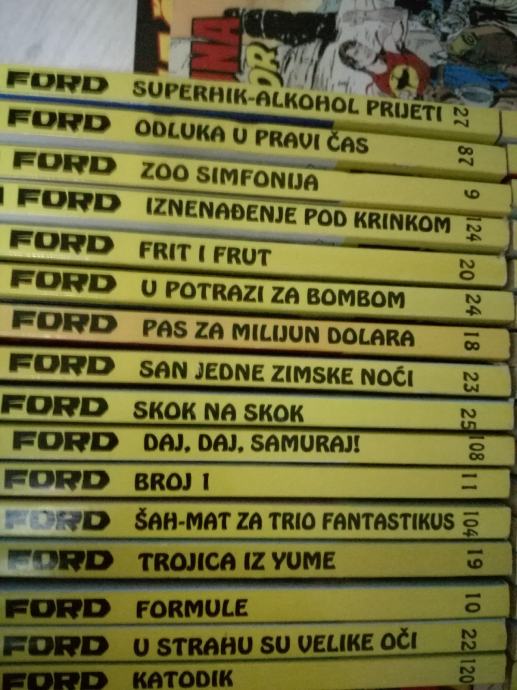 FORD SUPERHIK-ALKOHOL PRIJETI 27
FORD ODLUKA U PRAVI ČAS 87
FORD ZOO SIMFONIJA 9
FORD IZNENAĐENJE POD KRINKOM 124
FORD FRIT I FRUT 20
FORD U POTRAZI ZA BOMBOM 24
FORD PAS ZA MILIJUN DOLARA 18
FORD SAN JEDNE ZIMSKE NOĆI 23
FORD SKOK NA SKOK 25
FORD DAJ, DAJ, SAMURAJ! 108
FORD BROJ 1 11
FORD ŠAH-MAT ZA TRIO FANTASTIKUS 104
FORD TROJICA IZ YUME 19
FORD FORMULE 10
FORD U STRAHU SU VELIKE OČI 22
FORD KATODIK 120